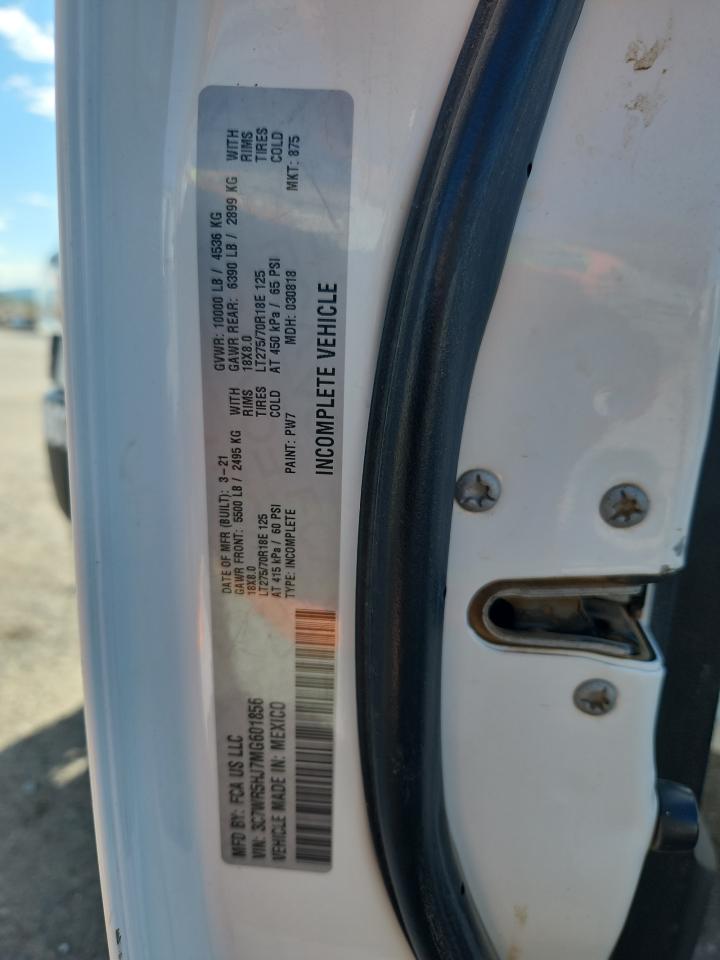 MFD BY: FCA US LLC
DATE OF MFR (BUILT): 3-21
GVWR: 10000 LB / 4536 KG
VIN: 3C7WR5HJ7MG601856
GAWR FRONT: 5500 LB / 2495 KG WITH
GAWR REAR: 6390 LB / 2899 KG WITH
18X8.0 RIMS
18X8.0 RIMS
VEHICLE MADE IN: MEXICO
LT275/70R18E 125 TIRES
LT275/70R18E 125 TIRES
AT 415 kPa / 60 PSI COLD
AT 450 kPa / 65 PSI COLD
TYPE: INCOMPLETE PAINT: PW7 MDH: 030818 MKT: 875
INCOMPLETE VEHICLE